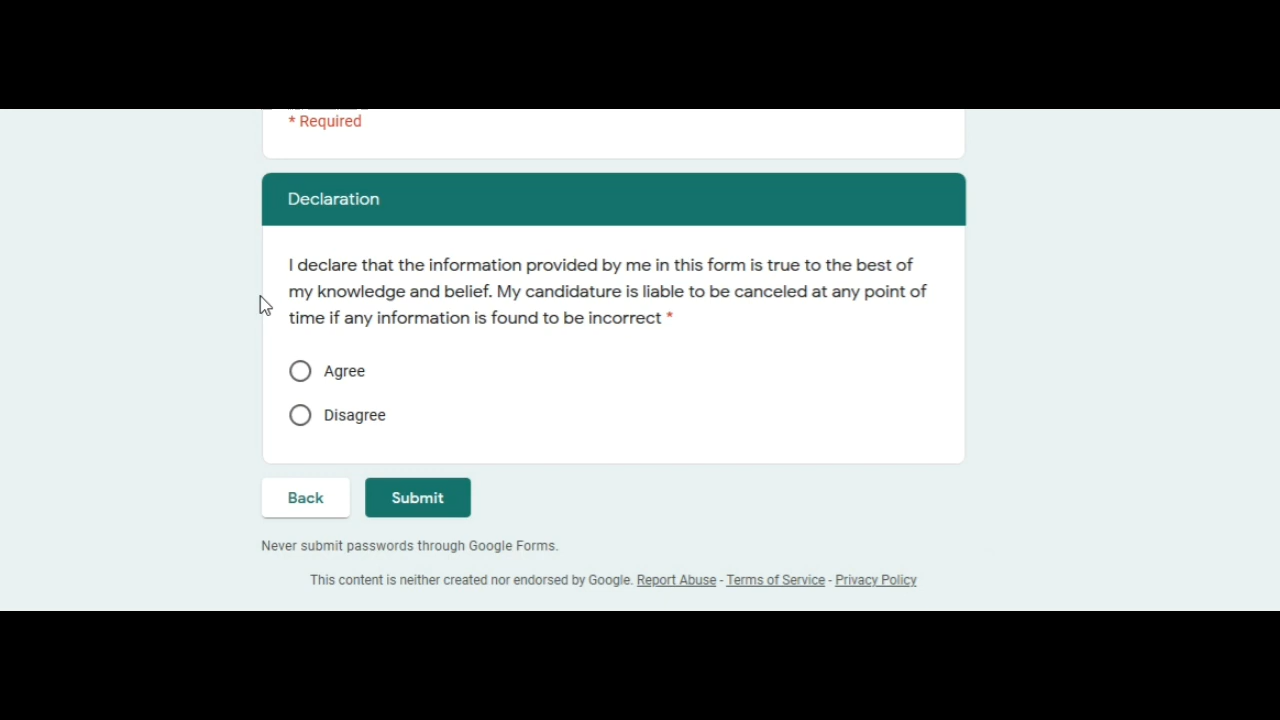 * Required
Declaration
I declare that the information provided by me in this form is true to the best of
my knowledge and belief. My candidature is liable to be canceled at any point of
time if any information is found to be incorrect *
Agree
Disagree
Back Submit
Never submit passwords through Google Forms.
This content is neither created nor endorsed by Google. Report Abuse - Terms of Service - Privacy Policy